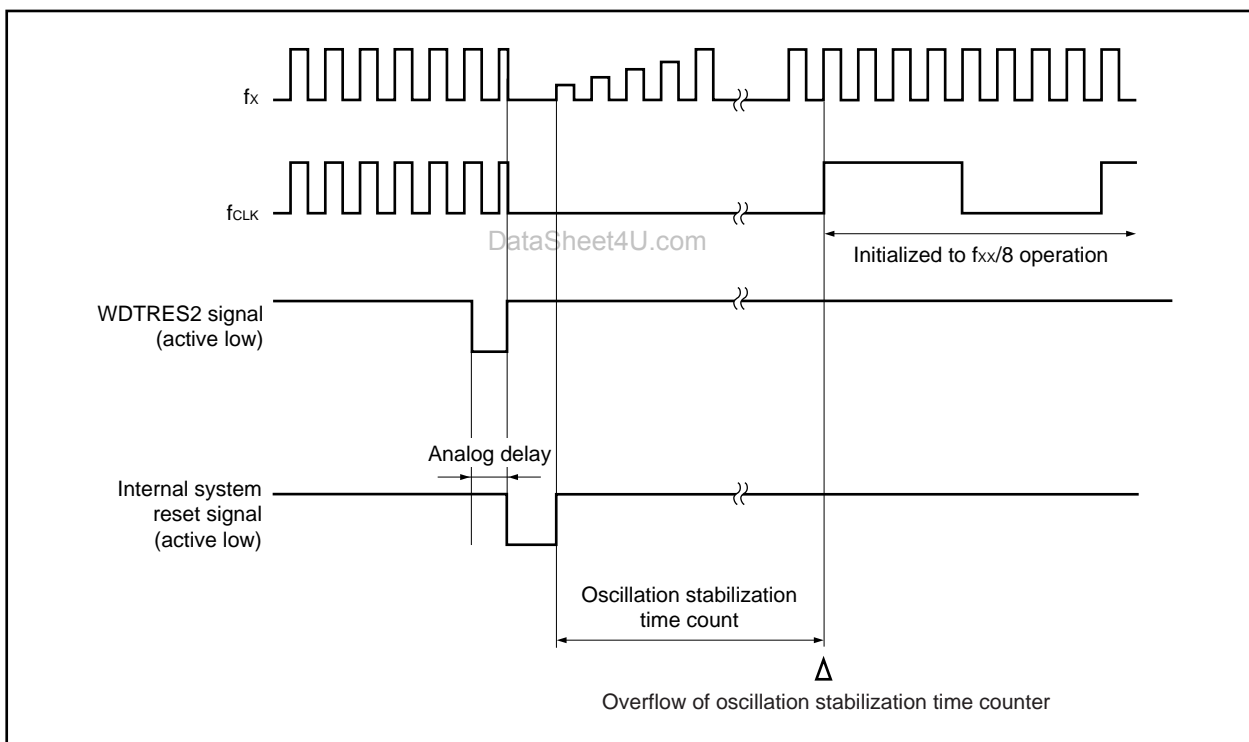 fX
fCLK
DataSheet4U.com
Initialized to fXX/8 operation
WDTRES2 signal
(active low)
Analog delay
Internal system
reset signal
(active low)
Oscillation stabilization
time count
Overflow of oscillation stabilization time counter